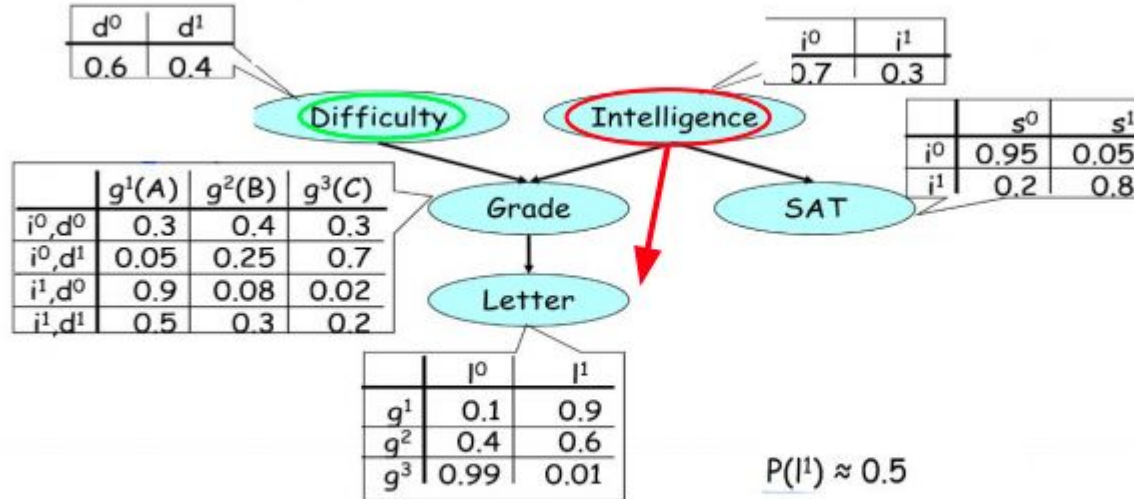 d⁰ d¹
0.6 0.4
i⁰ i¹
0.7 0.3
Difficulty
Intelligence
s⁰ s¹
i⁰ 0.95 0.05
i¹ 0.2 0.8
g¹(A) g²(B) g³(C)
i⁰,d⁰ 0.3 0.4 0.3
i⁰,d¹ 0.05 0.25 0.7
i¹,d⁰ 0.9 0.08 0.02
i¹,d¹ 0.5 0.3 0.2
Grade
SAT
Letter
l⁰ l¹
g¹ 0.1 0.9
g² 0.4 0.6
g³ 0.99 0.01
P(l¹) ≈ 0.5